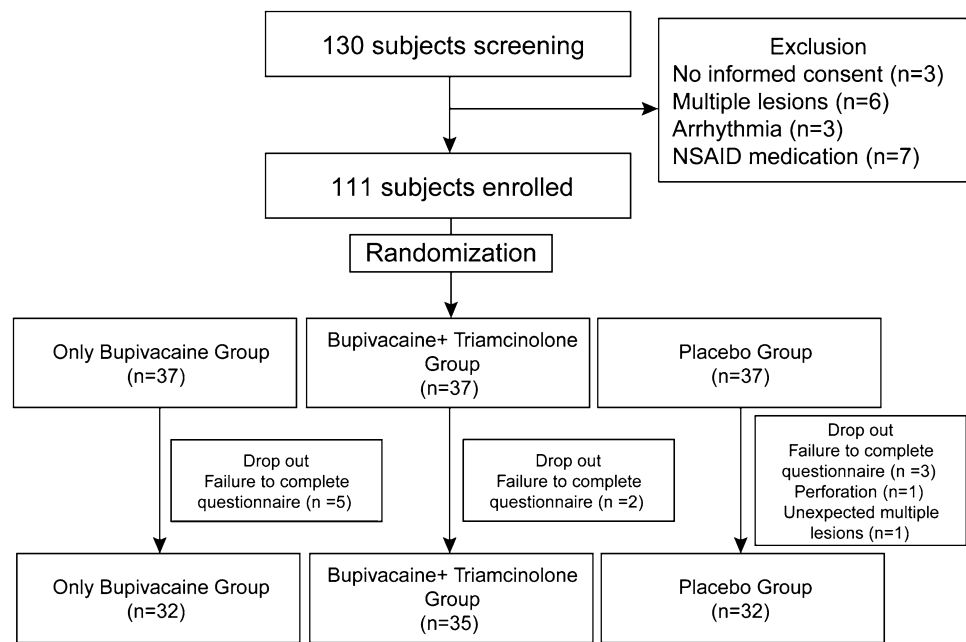 130 subjects screening
Exclusion
No informed consent (n=3)
Multiple lesions (n=6)
Arrhythmia (n=3)
NSAID medication (n=7)
111 subjects enrolled
Randomization
Only Bupivacaine Group
(n=37)
Bupivacaine+ Triamcinolone
Group
(n=37)
Placebo Group
(n=37)
Drop out
Failure to complete
questionnaire (n =5)
Drop out
Failure to complete
questionnaire (n =2)
Drop out
Failure to complete
questionnaire (n =3)
Perforation (n=1)
Unexpected multiple
lesions (n=1)
Only Bupivacaine Group
(n=32)
Bupivacaine+ Triamcinolone
Group
(n=35)
Placebo Group
(n=32)